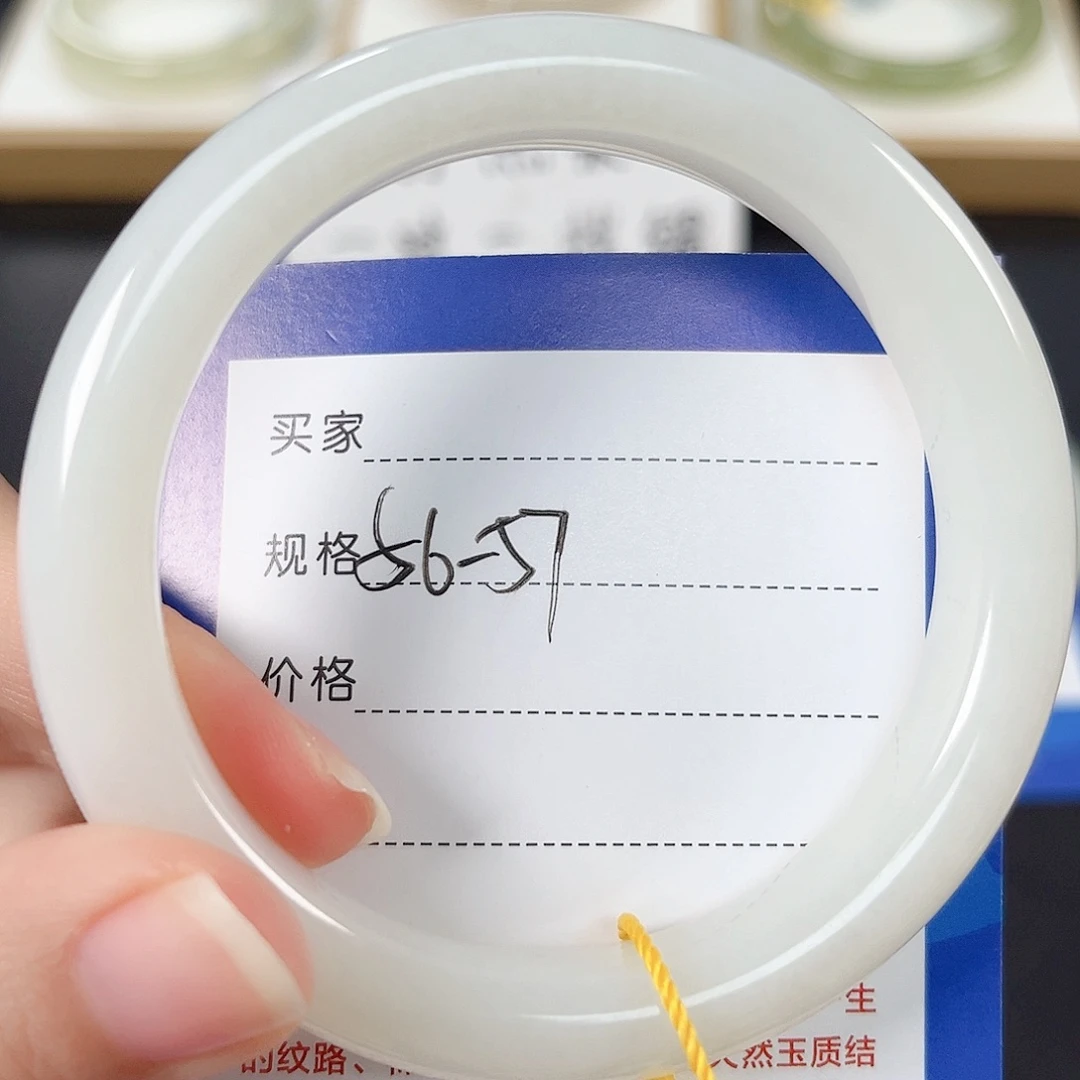 买家
规格56-57
价格
生
的纹路、
天然玉质结